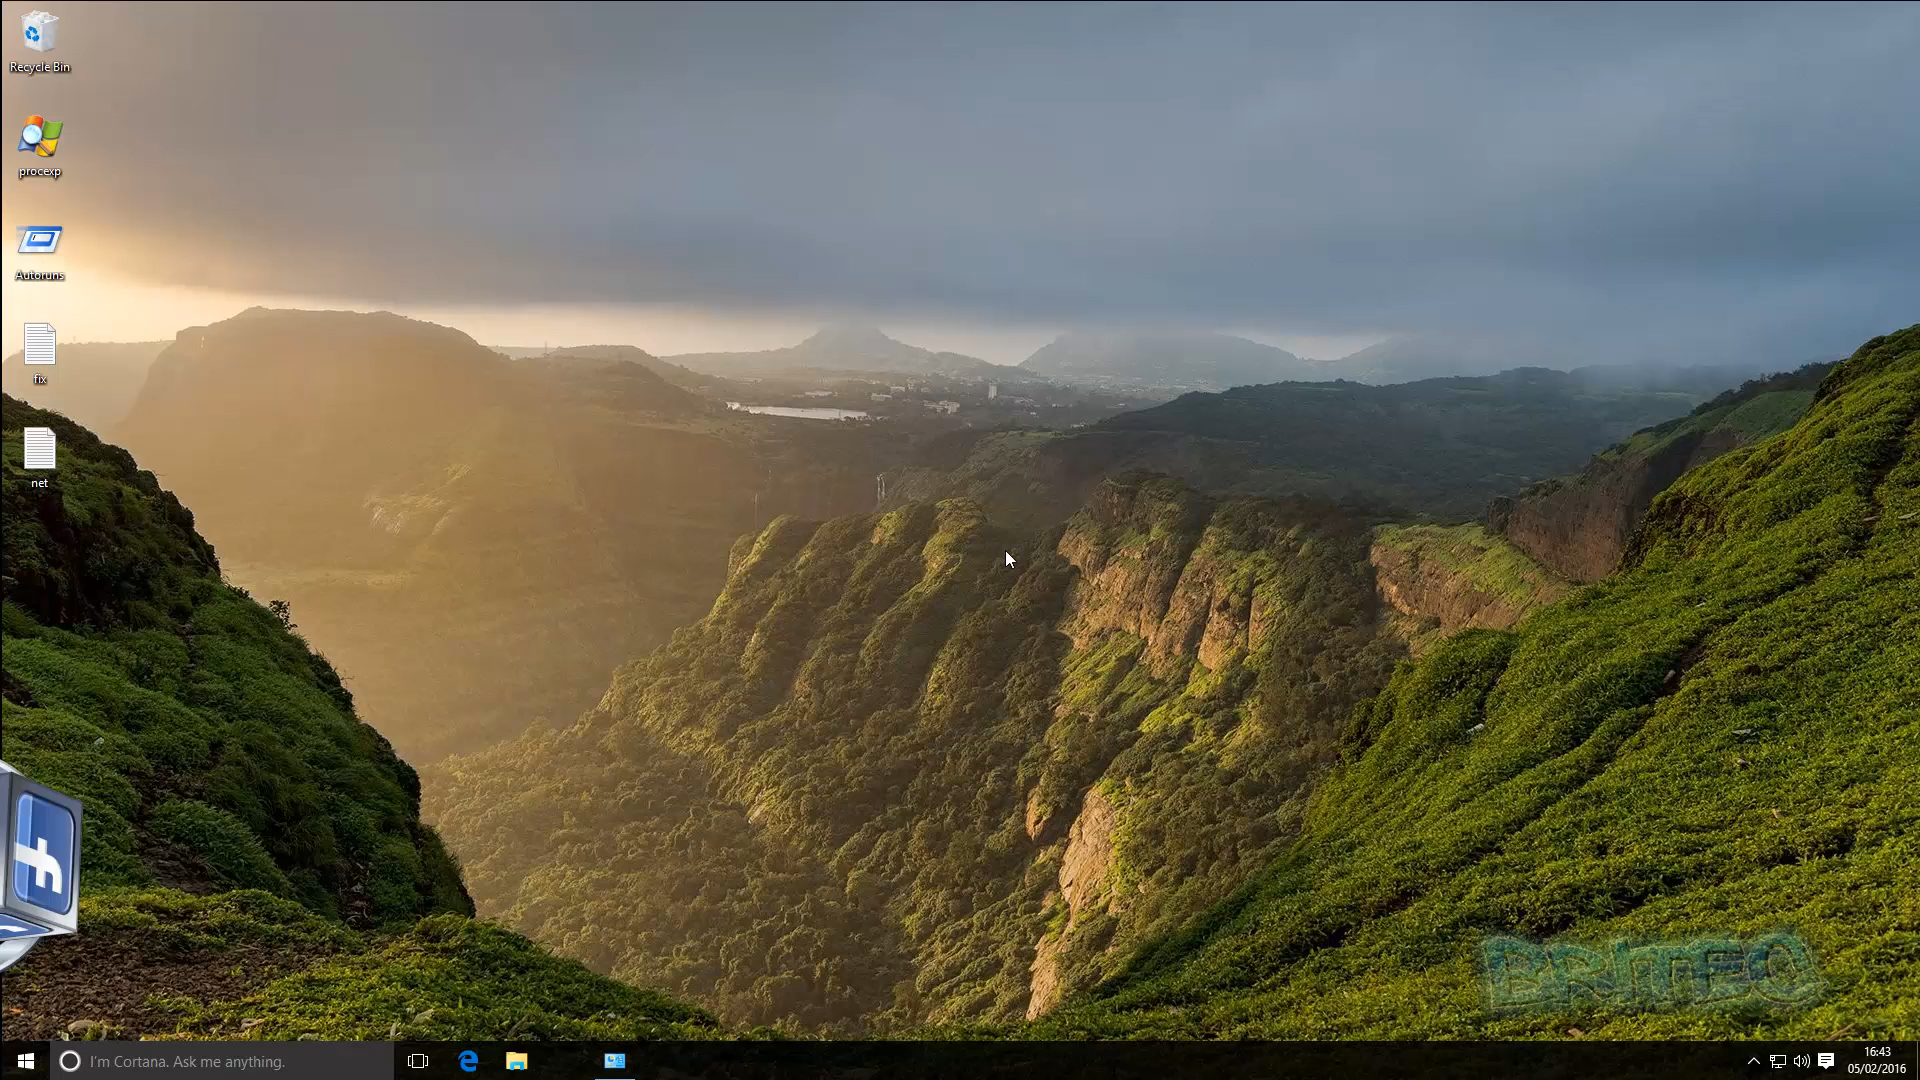 Recycle Bin
procexp
Autoruns
fix
net
f
BRITEC
I'm Cortana. Ask me anything.
16:43
05/02/2016